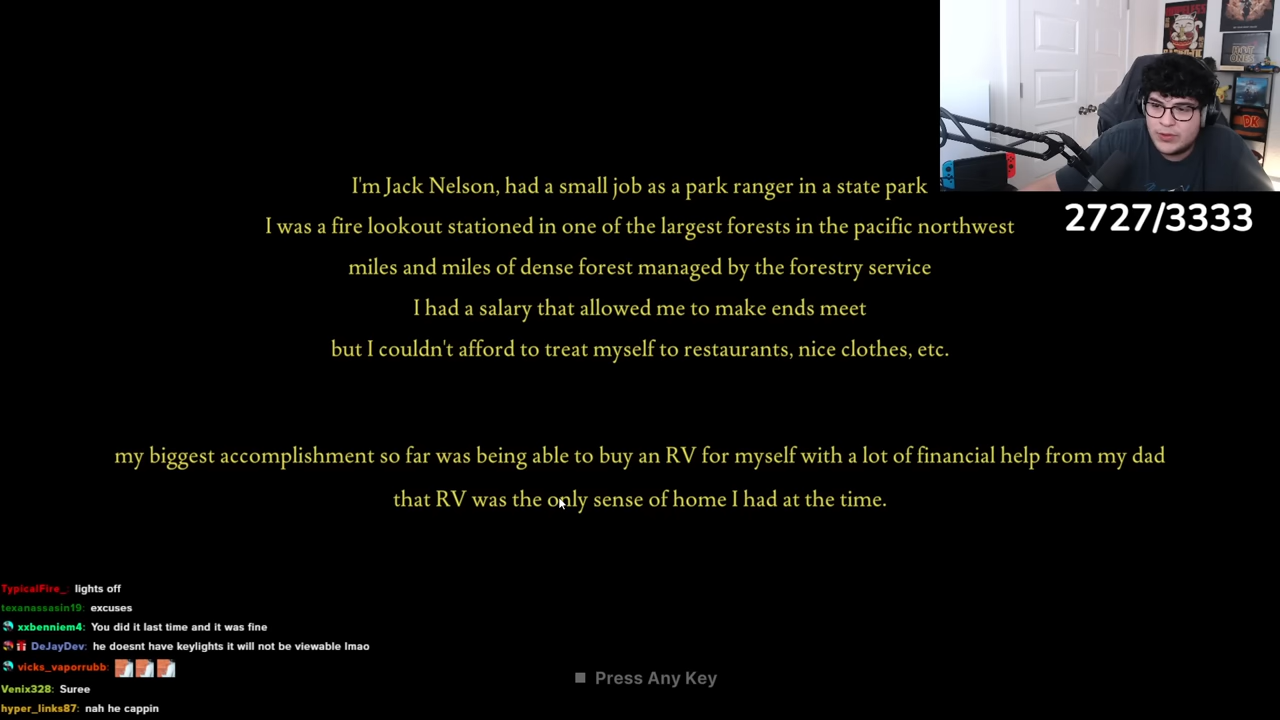 I'm Jack Nelson, had a small job as a park ranger in a state park
I was a fire lookout stationed in one of the largest forests in the pacific northwest
miles and miles of dense forest managed by the forestry service
I had a salary that allowed me to make ends meet
but I couldn't afford to treat myself to restaurants, nice clothes, etc.
my biggest accomplishment so far was being able to buy an RV for myself with a lot of financial help from my dad
that RV was the only sense of home I had at the time.
2727/3333
DK
TypicalFire_: lights off
texanassasin19: excuses
xxbenniem4: You did it last time and it was fine
DeJayDev: he doesnt have keylights it will not be viewable lmao
vicks_vaporrubb:
Venix328: Suree
hyper_links87: nah he cappin
Press Any Key